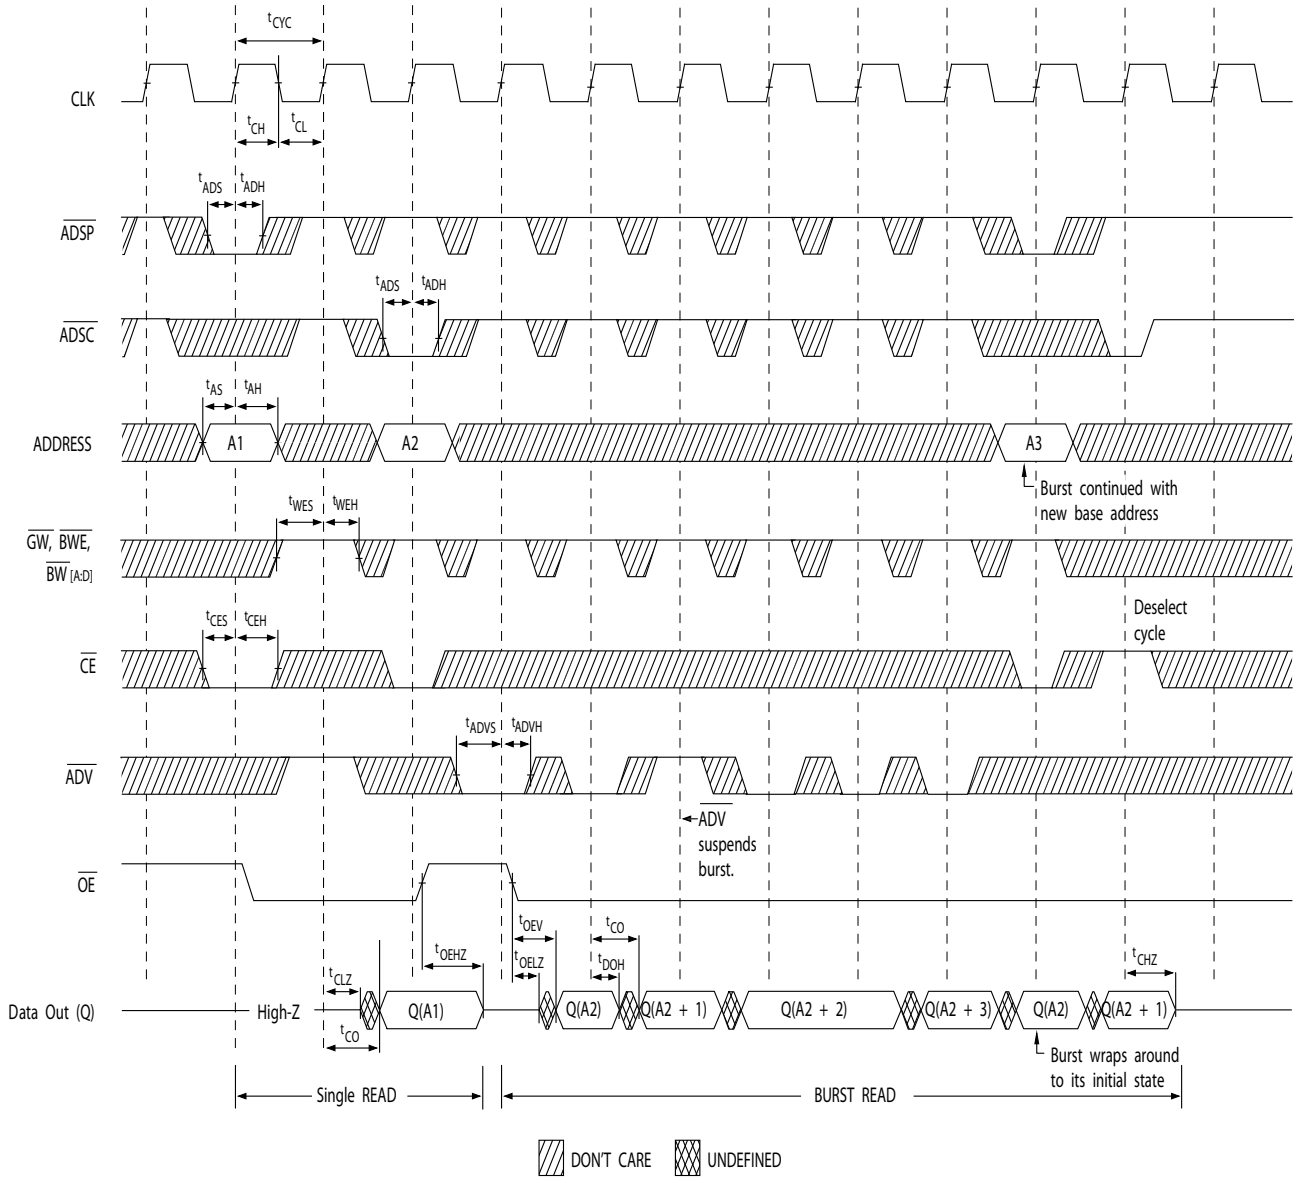 tCYC
CLK
tCH
tCL
tADS
tADH
ADSP
tADS
tADH
ADSC
tAS
tAH
ADDRESS
A1
A2
A3
Burst continued with
new base address
tWES
tWEH
GW, BWE,
BW[A:D]
Deselect
cycle
tCES
tCEH
CE
tADVS
tADVH
ADV
ADV
suspends
burst.
OE
tOEV
tCO
tOEHZ
tOELZ
tDOH
tCHZ
tCLZ
Data Out (Q)
High-Z
Q(A1)
Q(A2)
Q(A2 + 1)
Q(A2 + 2)
Q(A2 + 3)
Q(A2)
Q(A2 + 1)
tCO
Burst wraps around
to its initial state
Single READ
BURST READ
DON'T CARE
UNDEFINED